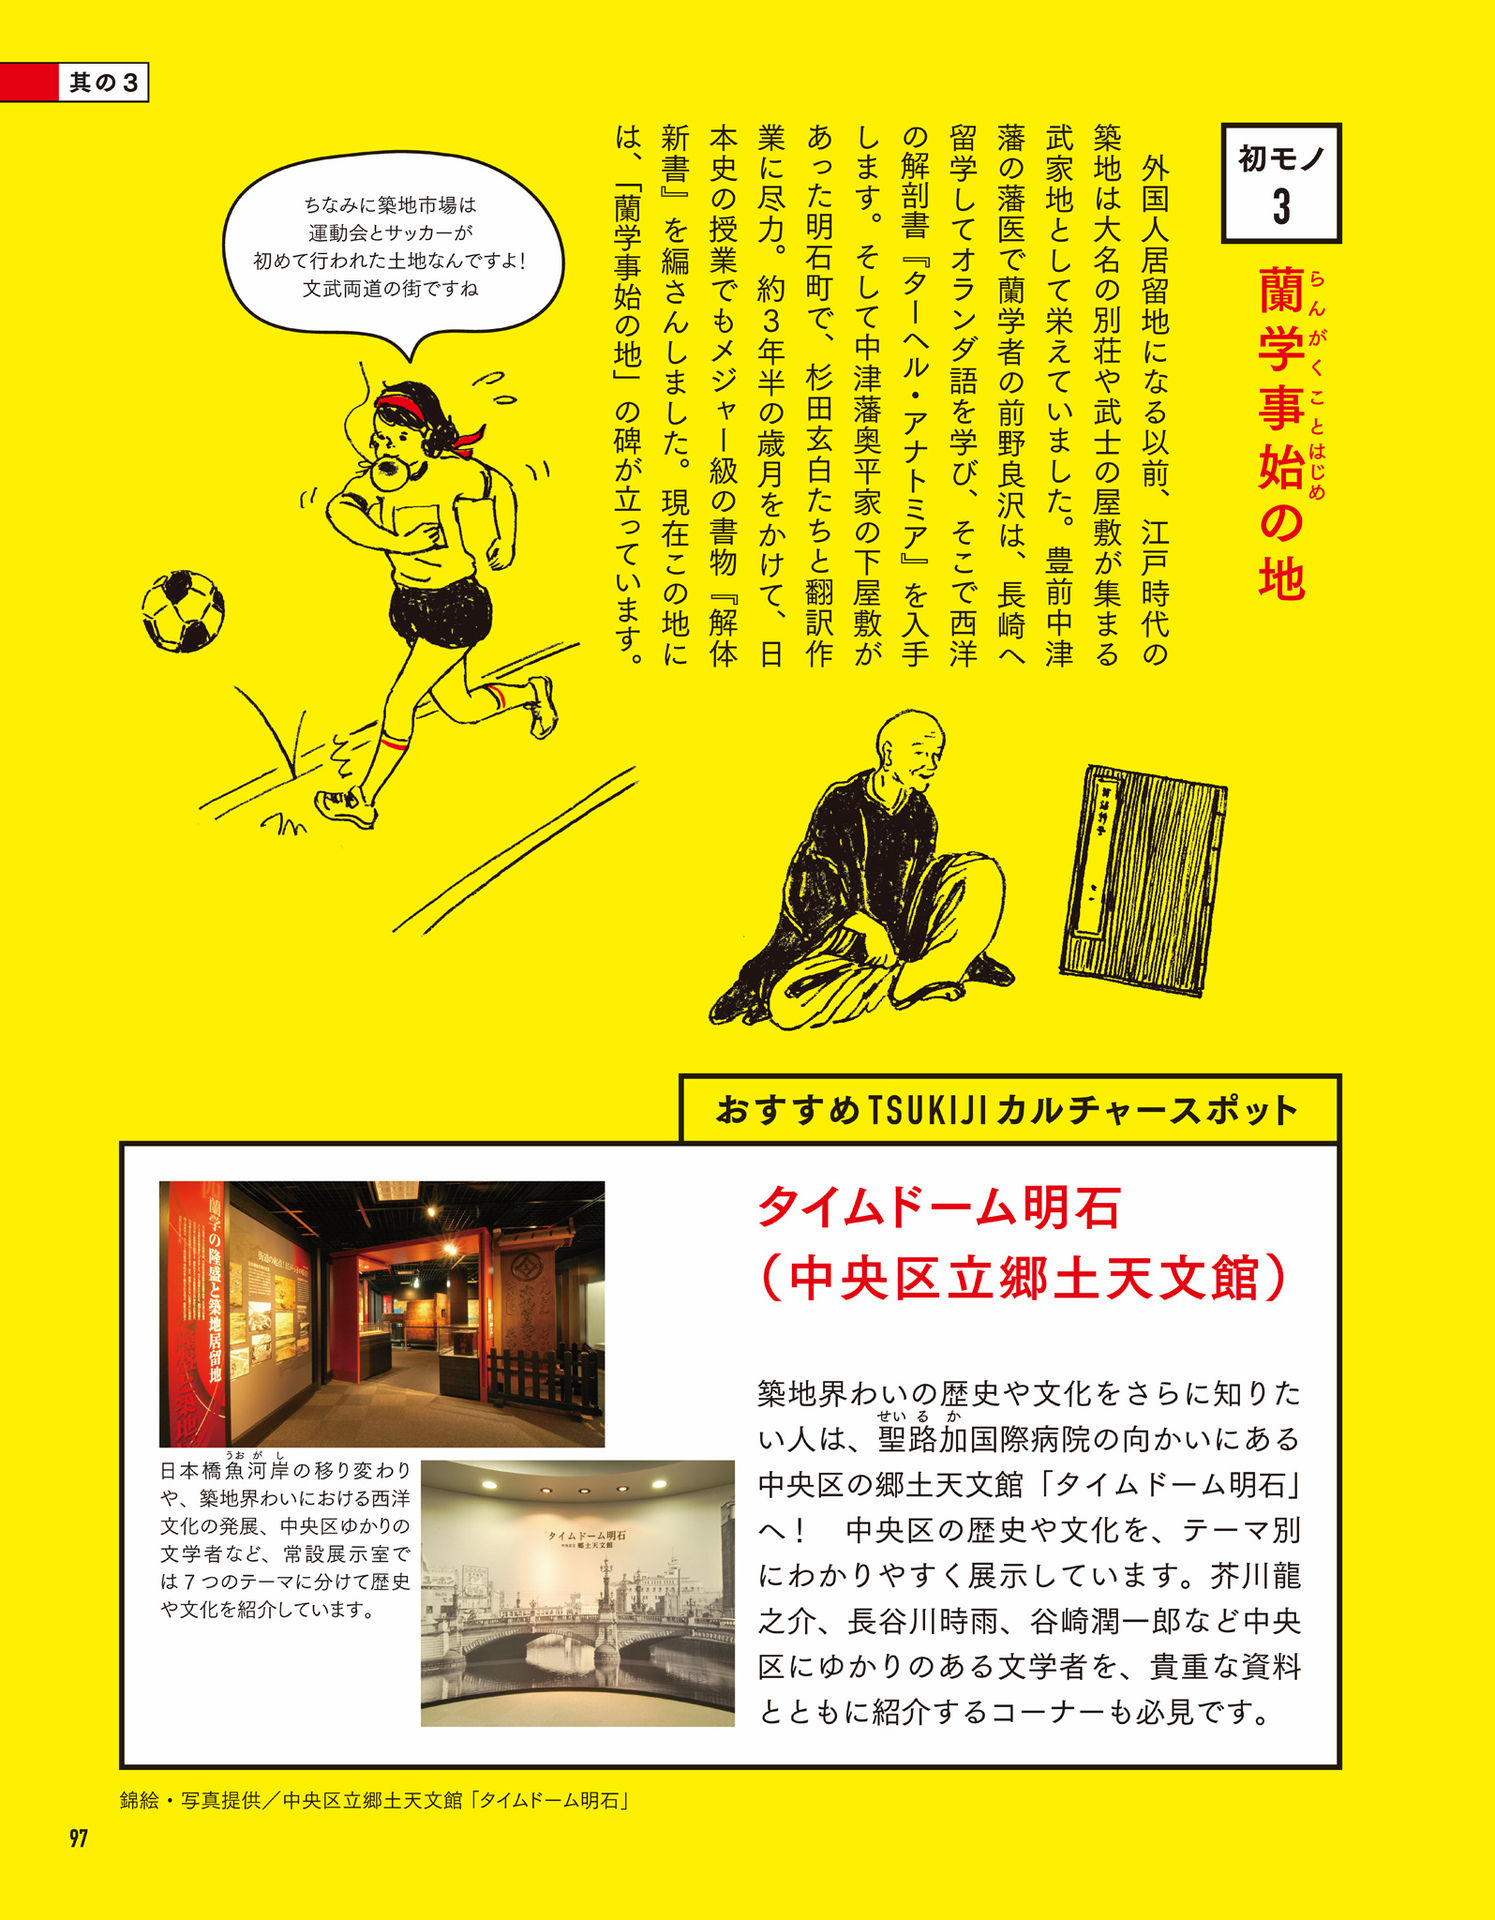 其の3
初モノ
3
蘭学事始の地
らんがくことはじめ
外国人居留地になる以前、江戸時代の
築地は大名の別荘や武士の屋敷が集まる
武家地として栄えていました。豊前中津
藩の藩医で蘭学者の前野良沢は、長崎へ
留学してオランダ語を学び、そこで西洋
の解剖書『ターヘル・アナトミア』を入手
します。そして中津藩奥平家の下屋敷が
あった明石町で、杉田玄白たちと翻訳作
業に尽力。約3年半の歳月をかけて、日
本史の授業でもメジャー級の書物『解体
新書』を編さんしました。現在この地に
は、「蘭学事始の地」の碑が立っています。
ちなみに築地市場は
運動会とサッカーが
初めて行われた土地なんですよ!
文武両道の街ですね
おすすめTSUKIJIカルチャースポット
タイムドーム明石
(中央区立郷土天文館)
築地界わいの歴史や文化をさらに知りた
せいるか
い人は、聖路加国際病院の向かいにある
中央区の郷土天文館「タイムドーム明石」
へ! 中央区の歴史や文化を、テーマ別
にわかりやすく展示しています。芥川龍
之介、長谷川時雨、谷崎潤一郎など中央
区にゆかりのある文学者を、貴重な資料
とともに紹介するコーナーも必見です。
蘭学の隆盛と築地居留地
うおがし
日本橋魚河岸の移り変わり
や、築地界わいにおける西洋
文化の発展、中央区ゆかりの
文学者など、常設展示室で
は7つのテーマに分けて歴史
や文化を紹介しています。
タイムドーム明石
中央区立 郷土天文館
錦絵・写真提供/中央区立郷土天文館「タイムドーム明石」
97